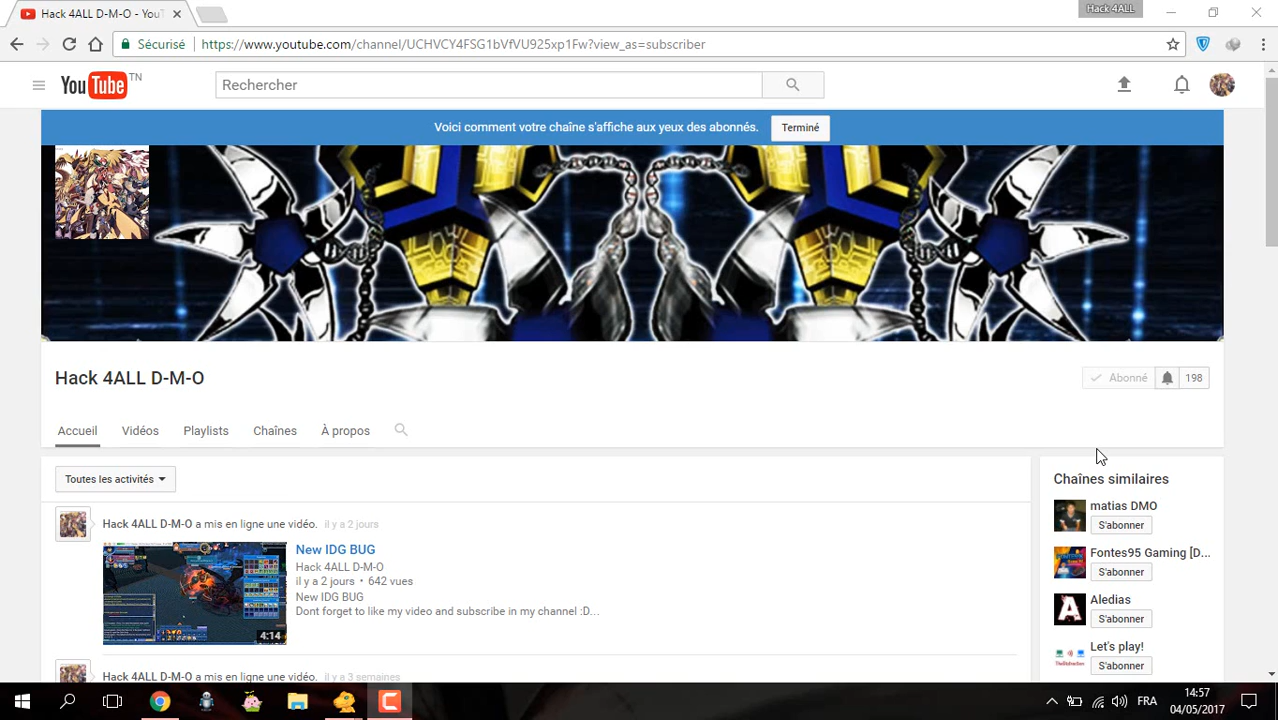 Hack 4ALL D-M-O - YouT
Hack 4ALL
Sécurisé
https://www.youtube.com/channel/UCHVCY4FSG1bVfVU925xp1Fw?view_as=subscriber
YouTube TN
Rechercher
Voici comment votre chaîne s'affiche aux yeux des abonnés.
Terminé
Hack 4ALL D-M-O
Abonné
198
Accueil
Vidéos
Playlists
Chaînes
À propos
Toutes les activités
Hack 4ALL D-M-O a mis en ligne une vidéo. il y a 2 jours
New IDG BUG
Hack 4ALL D-M-O
il y a 2 jours • 642 vues
New IDG BUG
Dont forget to like my video and subscribe in my channel :D...
4:14
Hack 4ALL D-M-O a mis en ligne une vidéo. il y a 3 semaines
Chaînes similaires
matias DMO
S'abonner
Fontes95 Gaming [D...
S'abonner
Aledias
S'abonner
Let's play!
S'abonner
FRA
14:57
04/05/2017